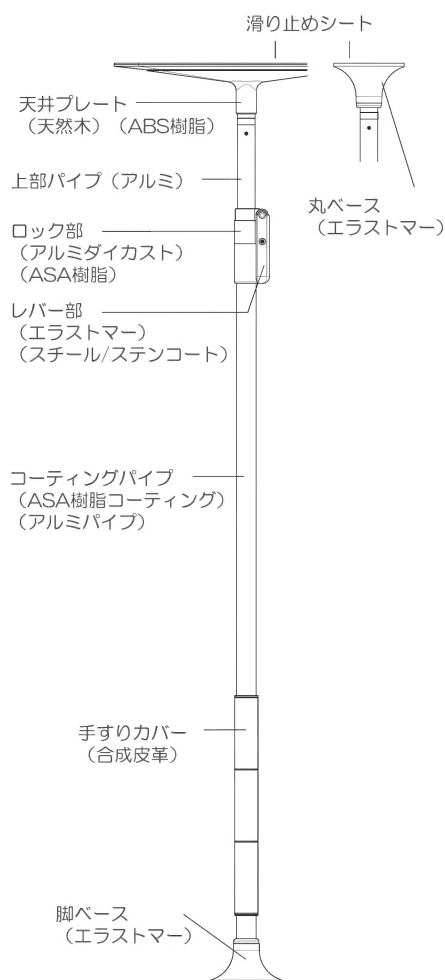 滑り止めシート
天井プレート
（天然木）（ABS樹脂）
上部パイプ（アルミ）
丸ベース
（エラストマー）
ロック部
（アルミダイカスト）
（ASA樹脂）
レバー部
（エラストマー）
（スチール/ステンコート）
コーティングパイプ
（ASA樹脂コーティング）
（アルミパイプ）
手すりカバー
（合成皮革）
脚ベース
（エラストマー）